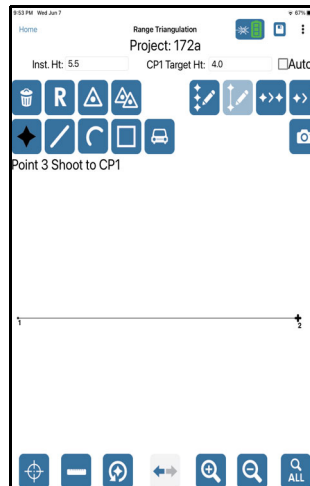 9:53 PM Wed Jun 7 67%
Home Range Triangulation
Project: 172a
Inst. Ht: 5.5 CP1 Target Ht: 4.0 Auto
R
Point 3 Shoot to CP1
1 2
ALL